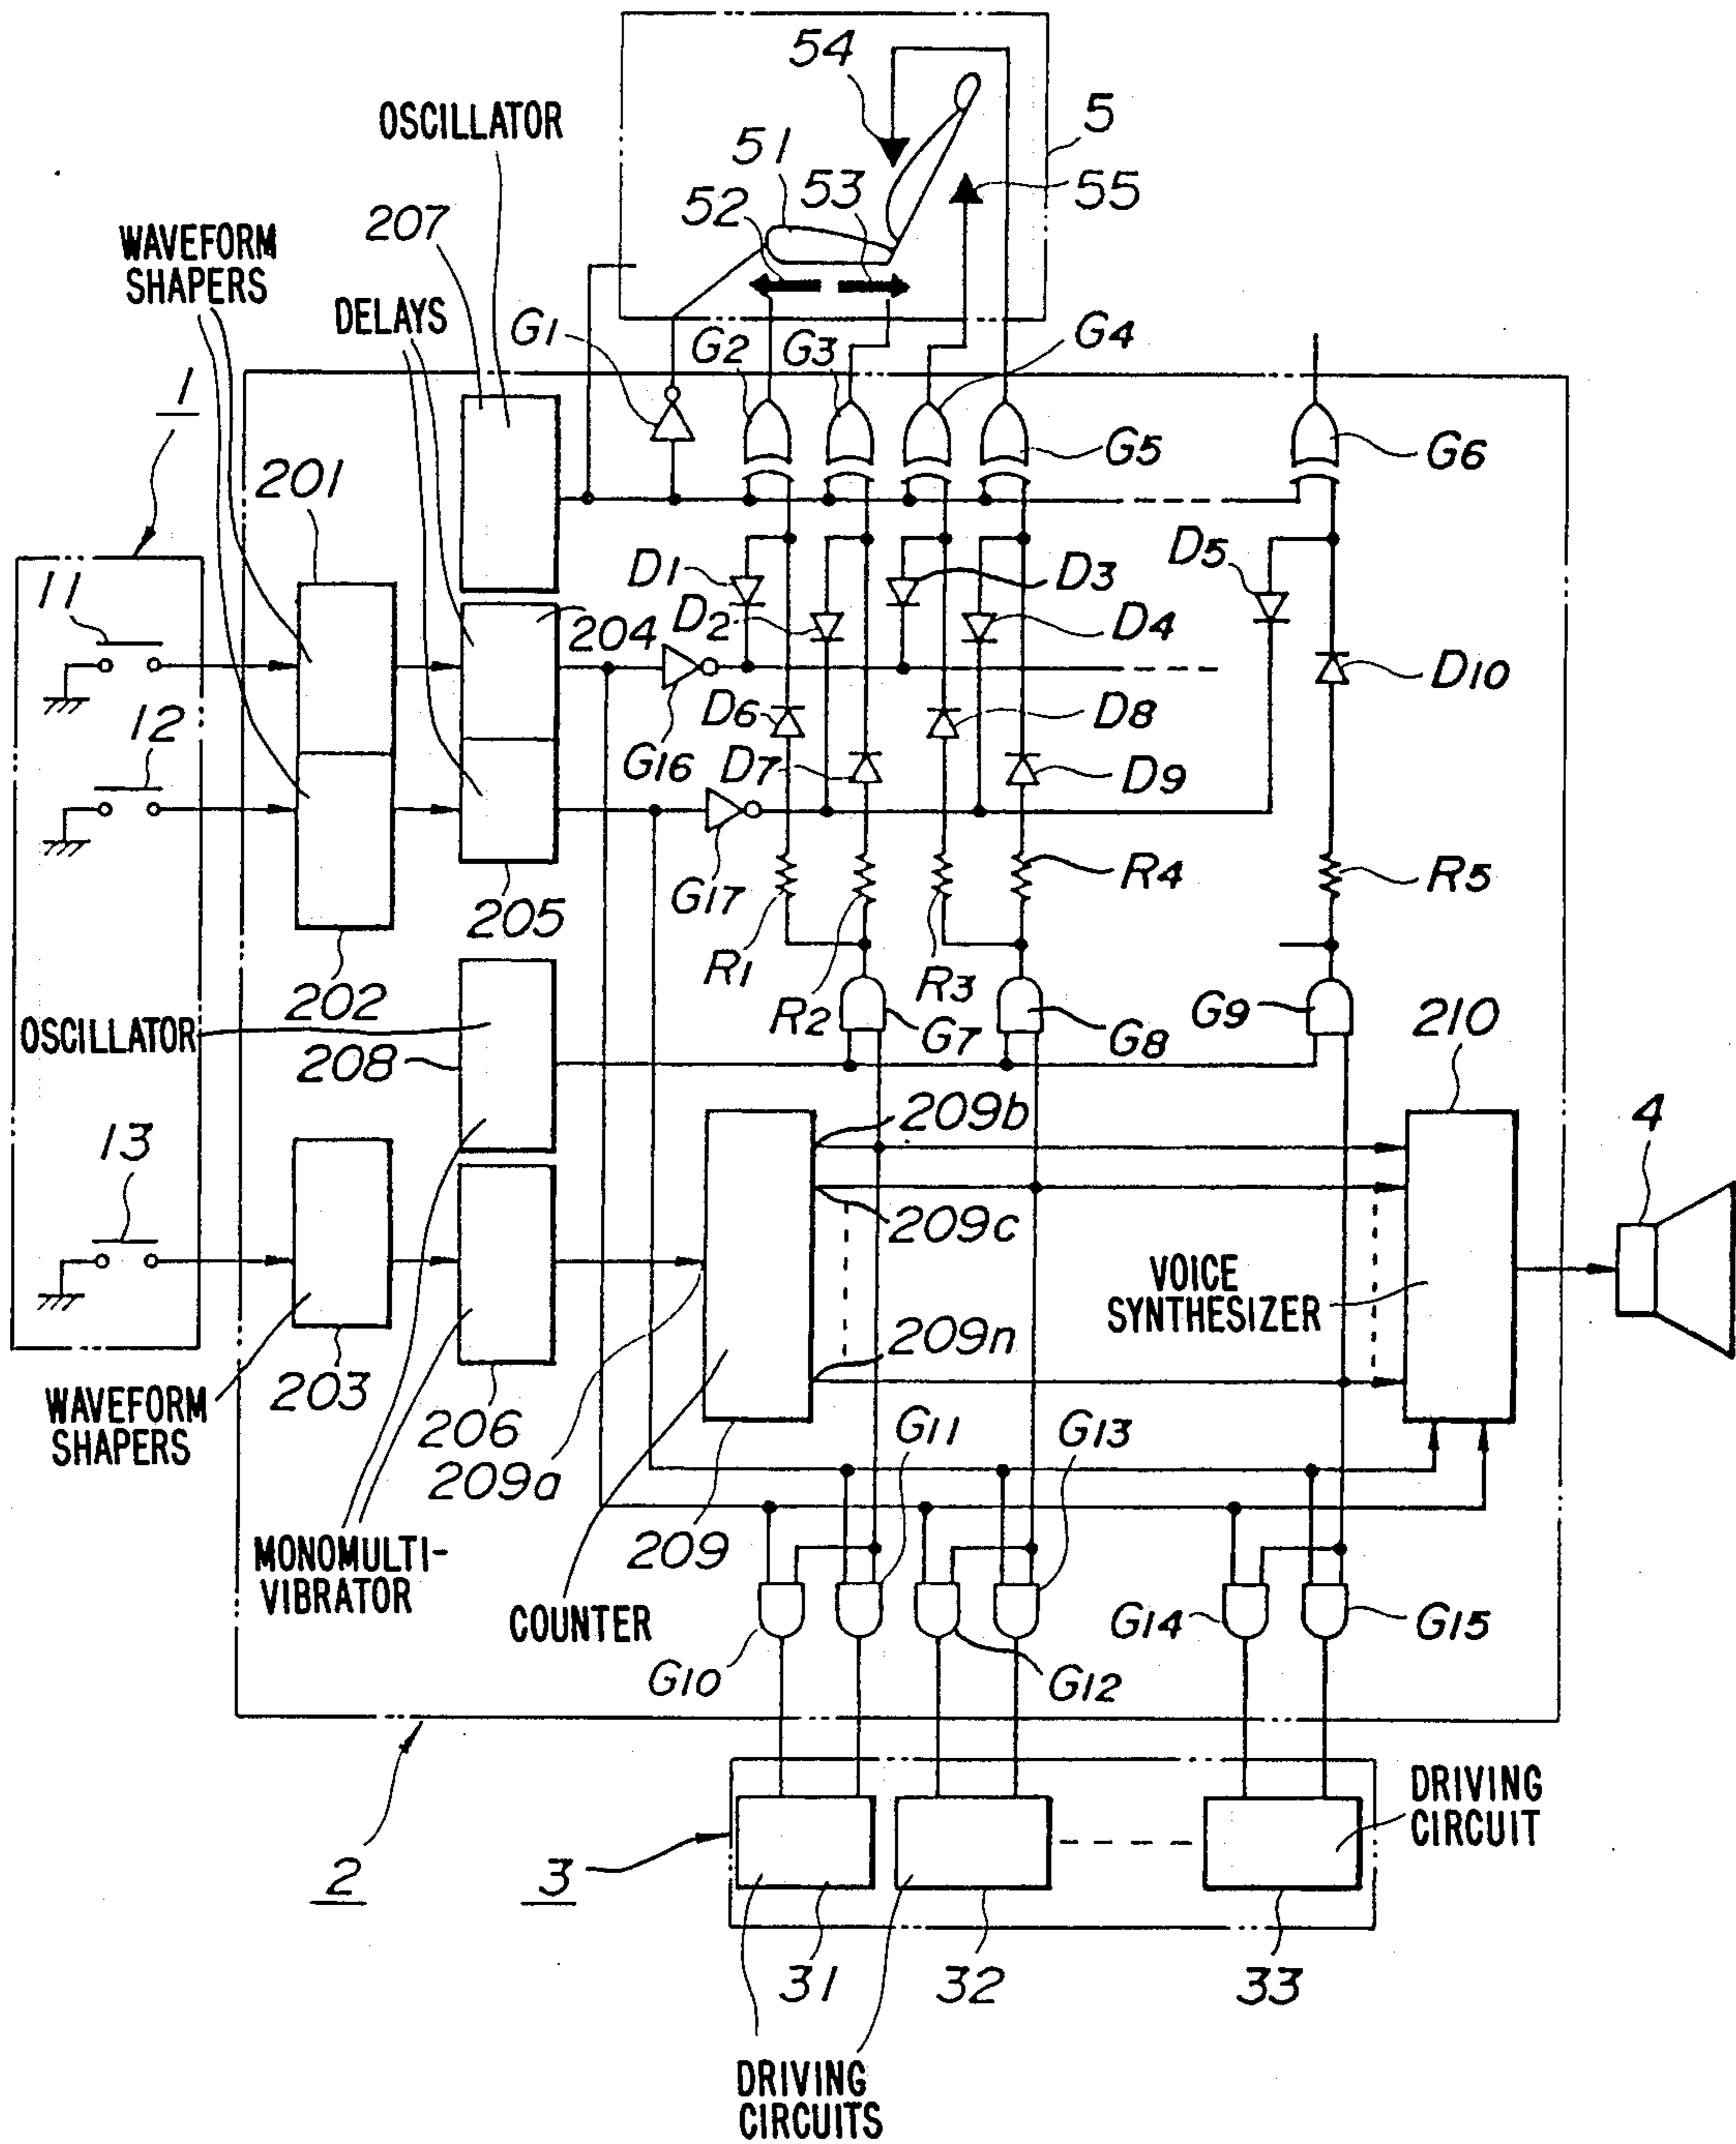 54
5
OSCILLATOR
51
53
55
52
207
WAVEFORM
SHAPERS
DELAYS
G1
G2
G3
G4
1
G5
G6
201
11
D1
D3
D5
204
D2
D4
D10
12
D6
D8
G16
D7
D9
G17
R4
R5
205
R1
R3
202
R2
G7
G8
G9
210
OSCILLATOR
208
209b
4
13
209c
VOICE
SYNTHESIZER
209n
203
WAVEFORM
SHAPERS
206
G11
G13
209a
209
MONOMULTI-
VIBRATOR
COUNTER
G14
G15
G10
G12
DRIVING
CIRCUIT
2
3
31
32
33
DRIVING
CIRCUITS